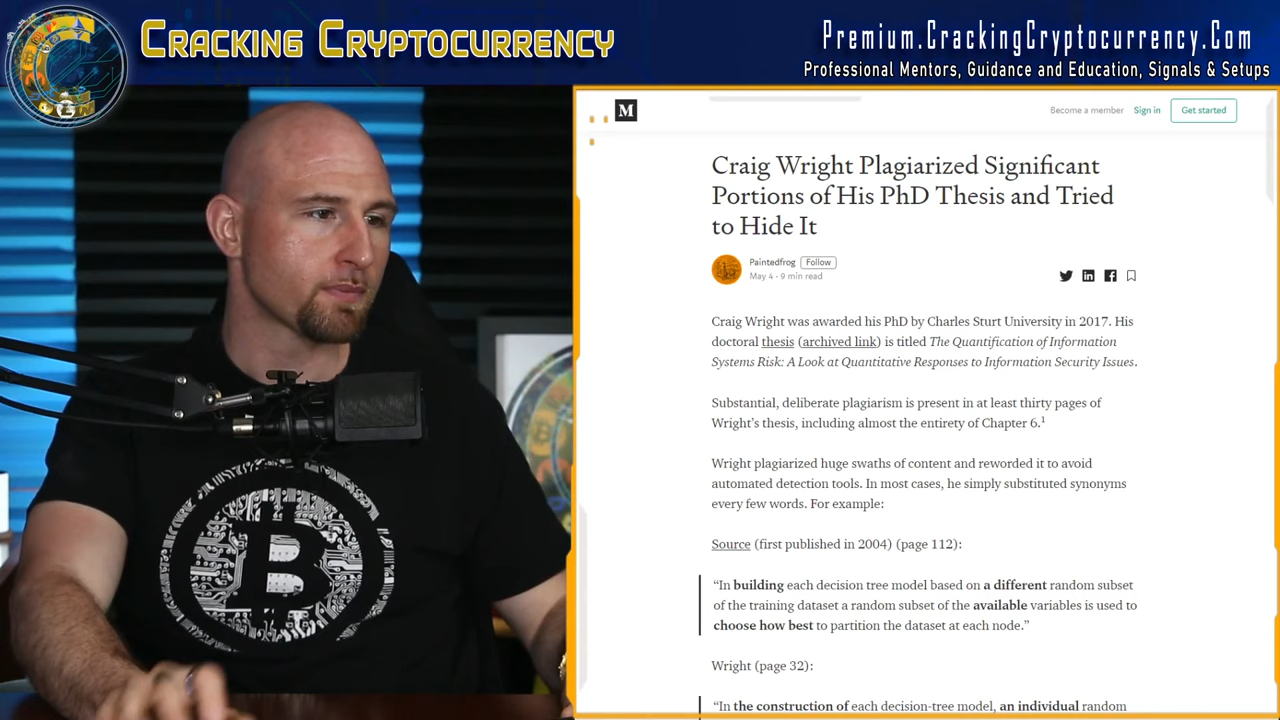 CRACKING CRYPTOCURRENCY
Premium.CrackingCryptocurrency.Com
Professional Mentors, Guidance and Education, Signals & Setups
M
Become a member Sign in Get started
Craig Wright Plagiarized Significant
Portions of His PhD Thesis and Tried
to Hide It
Paintedfrog Follow
May 4 · 9 min read
Craig Wright was awarded his PhD by Charles Sturt University in 2017. His
doctoral thesis (archived link) is titled The Quantification of Information
Systems Risk: A Look at Quantitative Responses to Information Security Issues.
Substantial, deliberate plagiarism is present in at least thirty pages of
Wright’s thesis, including almost the entirety of Chapter 6.¹
Wright plagiarized huge swaths of content and reworded it to avoid
automated detection tools. In most cases, he simply substituted synonyms
every few words. For example:
Source (first published in 2004) (page 112):
“In building each decision tree model based on a different random subset
of the training dataset a random subset of the available variables is used to
choose how best to partition the dataset at each node.”
Wright (page 32):
“In the construction of each decision-tree model, an individual random